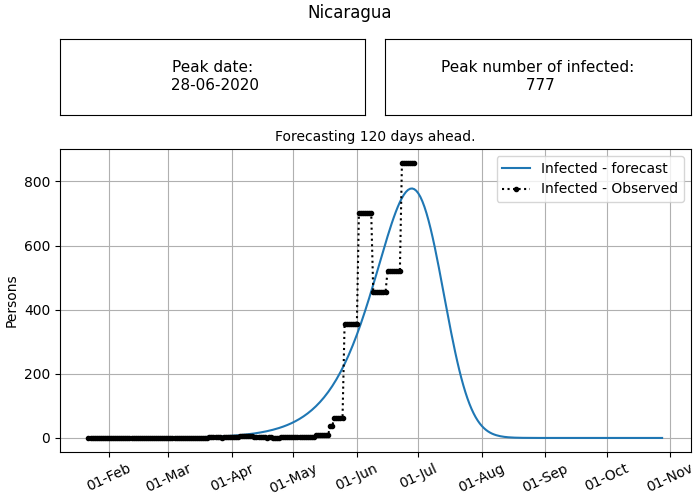 Nicaragua
Peak date:
28-06-2020
Peak number of infected:
777
Forecasting 120 days ahead.
Infected - forecast
Infected - Observed
Persons
800
600
400
200
0
01-Feb
01-Mar
01-Apr
01-May
01-Jun
01-Jul
01-Aug
01-Sep
01-Oct
01-Nov